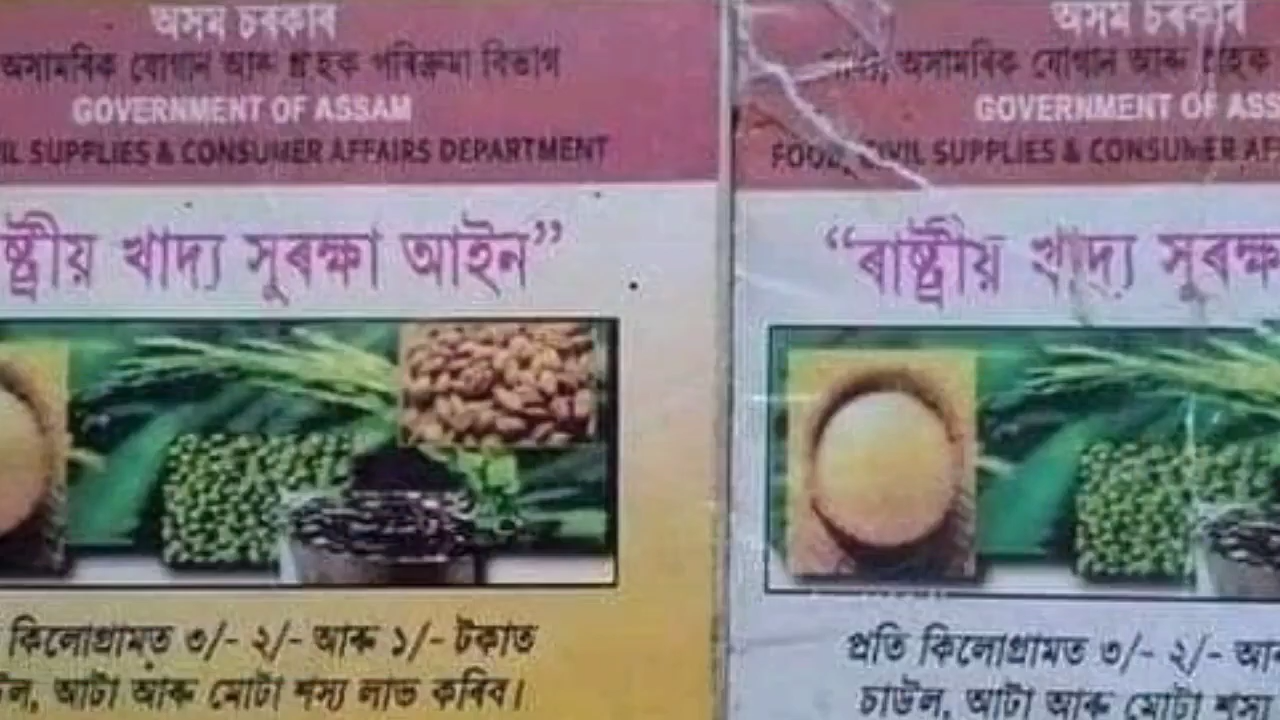 অসম চৰকাৰ
অসামৰিক যোগান আৰু গ্ৰাহক পৰিক্ৰমা বিভাগ
GOVERNMENT OF ASSAM
IL SUPPLIES & CONSUMER AFFAIRS DEPARTMENT
ষ্ট্ৰীয় খাদ্য সুৰক্ষা আইন”
কিলোগ্ৰামত ৩/- ২/- আৰু ১/- টকাত
উল, আটা আৰু মোটা শস্য লাভ কৰিব।
অসম চৰকাৰ
অসামৰিক যোগান আৰু গ্ৰাহক
GOVERNMENT OF ASS
FOOD, CIVIL SUPPLIES & CONSUMER AF
“ৰাষ্ট্ৰীয় খাদ্য সুৰক্ষ
প্ৰতি কিলোগ্ৰামত ৩/- ২/- আৰ
চাউল, আটা আৰু মোটা শস্য